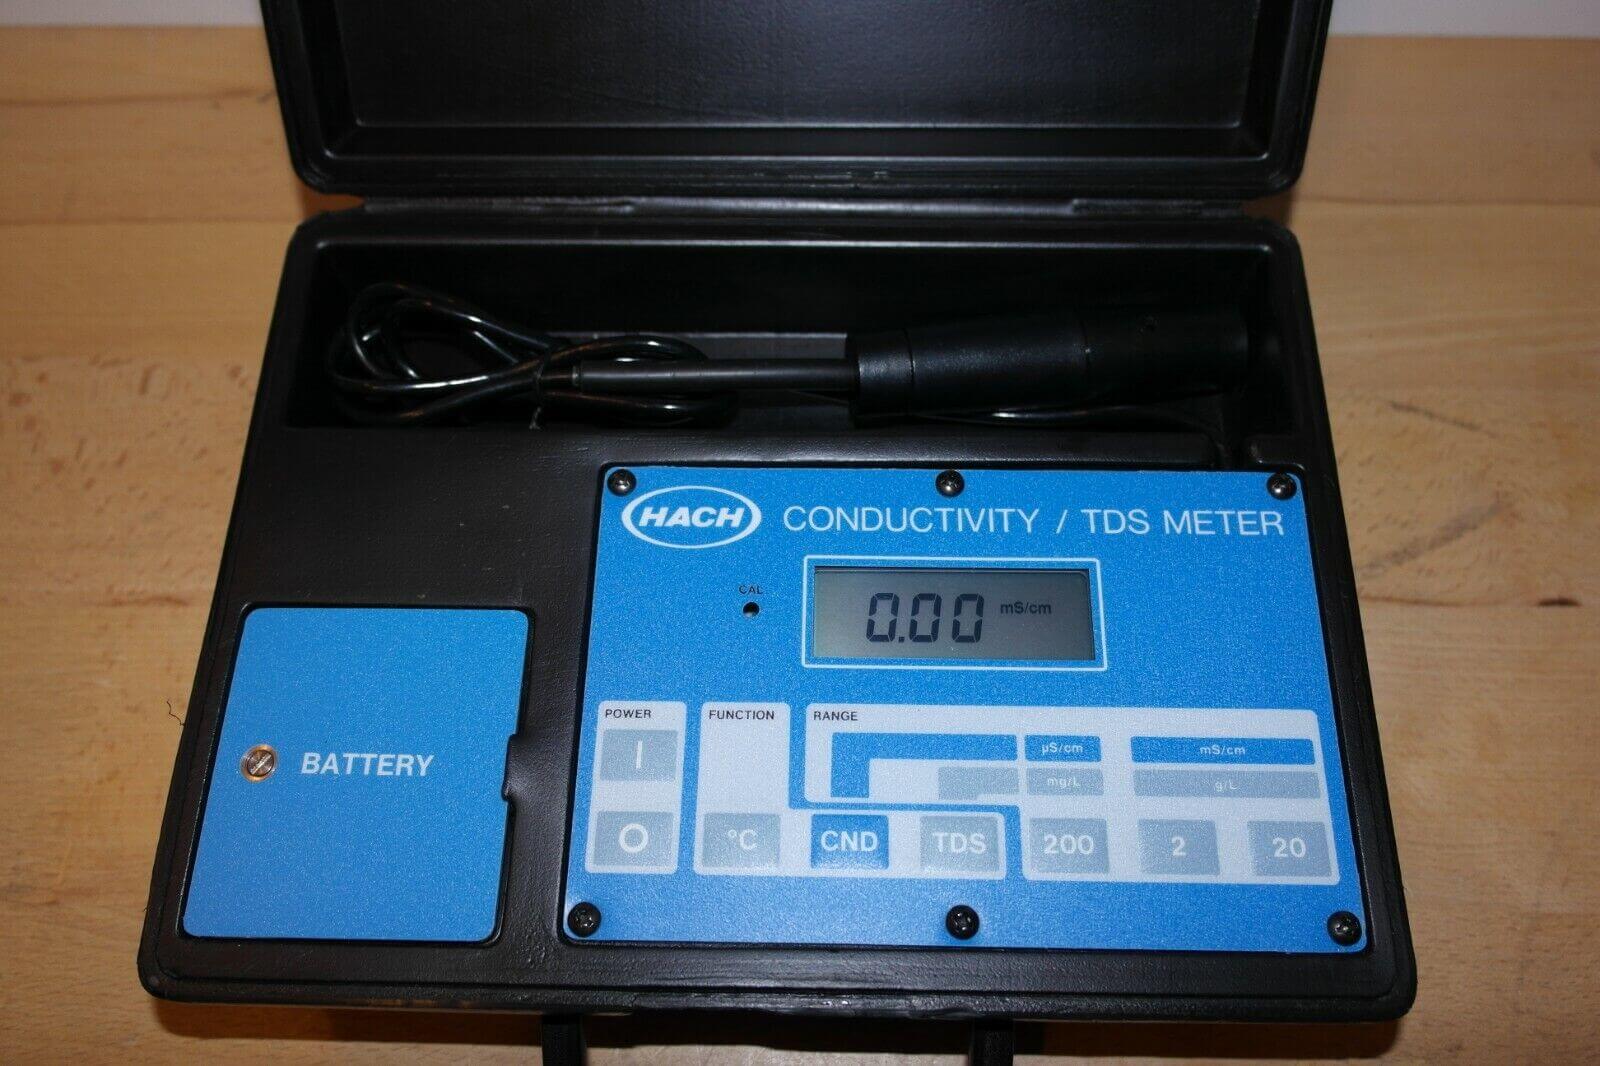 HACH CONDUCTIVITY / TDS METER
CAL
0.00 mS/cm
BATTERY
POWER
FUNCTION
RANGE
µS/cm
mS/cm
mg/L
g/L
I
O
°C
CND
TDS
200
2
20